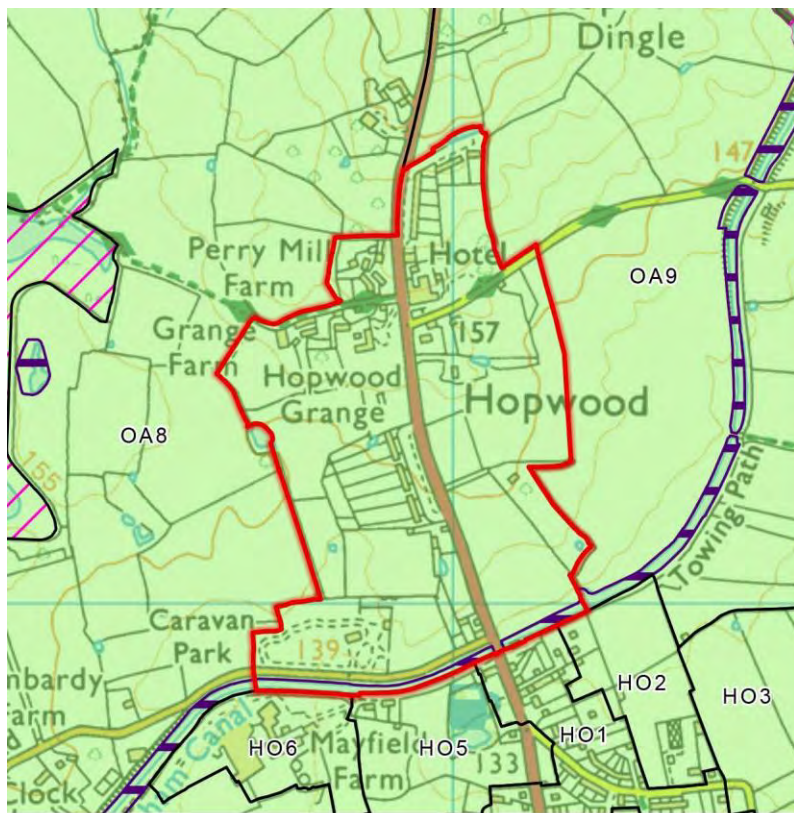 Dingle
147
Perry Mill
Farm
Hotel
OA9
Grange
Farm
157
Hopwood
Grange
Hopwood
OA8
155
Towing Path
Caravan
Park
139
HO2
HO3
HO1
HO6
Mayfield
Farm
HO5
133